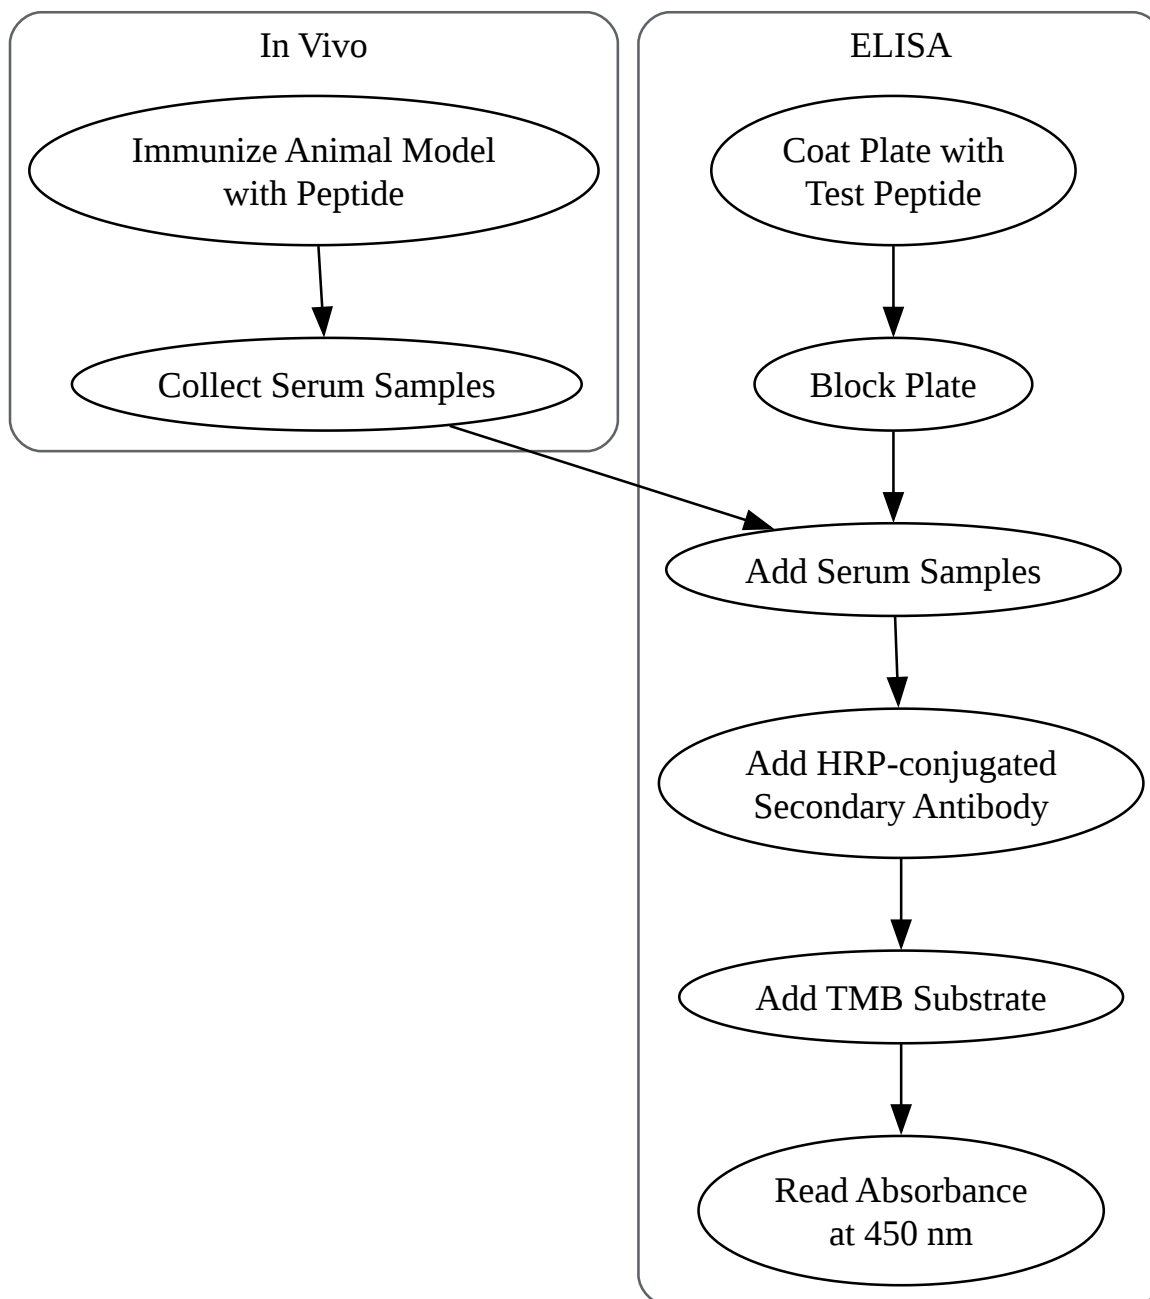 In Vivo
Immunize Animal Model
with Peptide
Collect Serum Samples
ELISA
Coat Plate with
Test Peptide
Block Plate
Add Serum Samples
Add HRP-conjugated
Secondary Antibody
Add TMB Substrate
Read Absorbance
at 450 nm